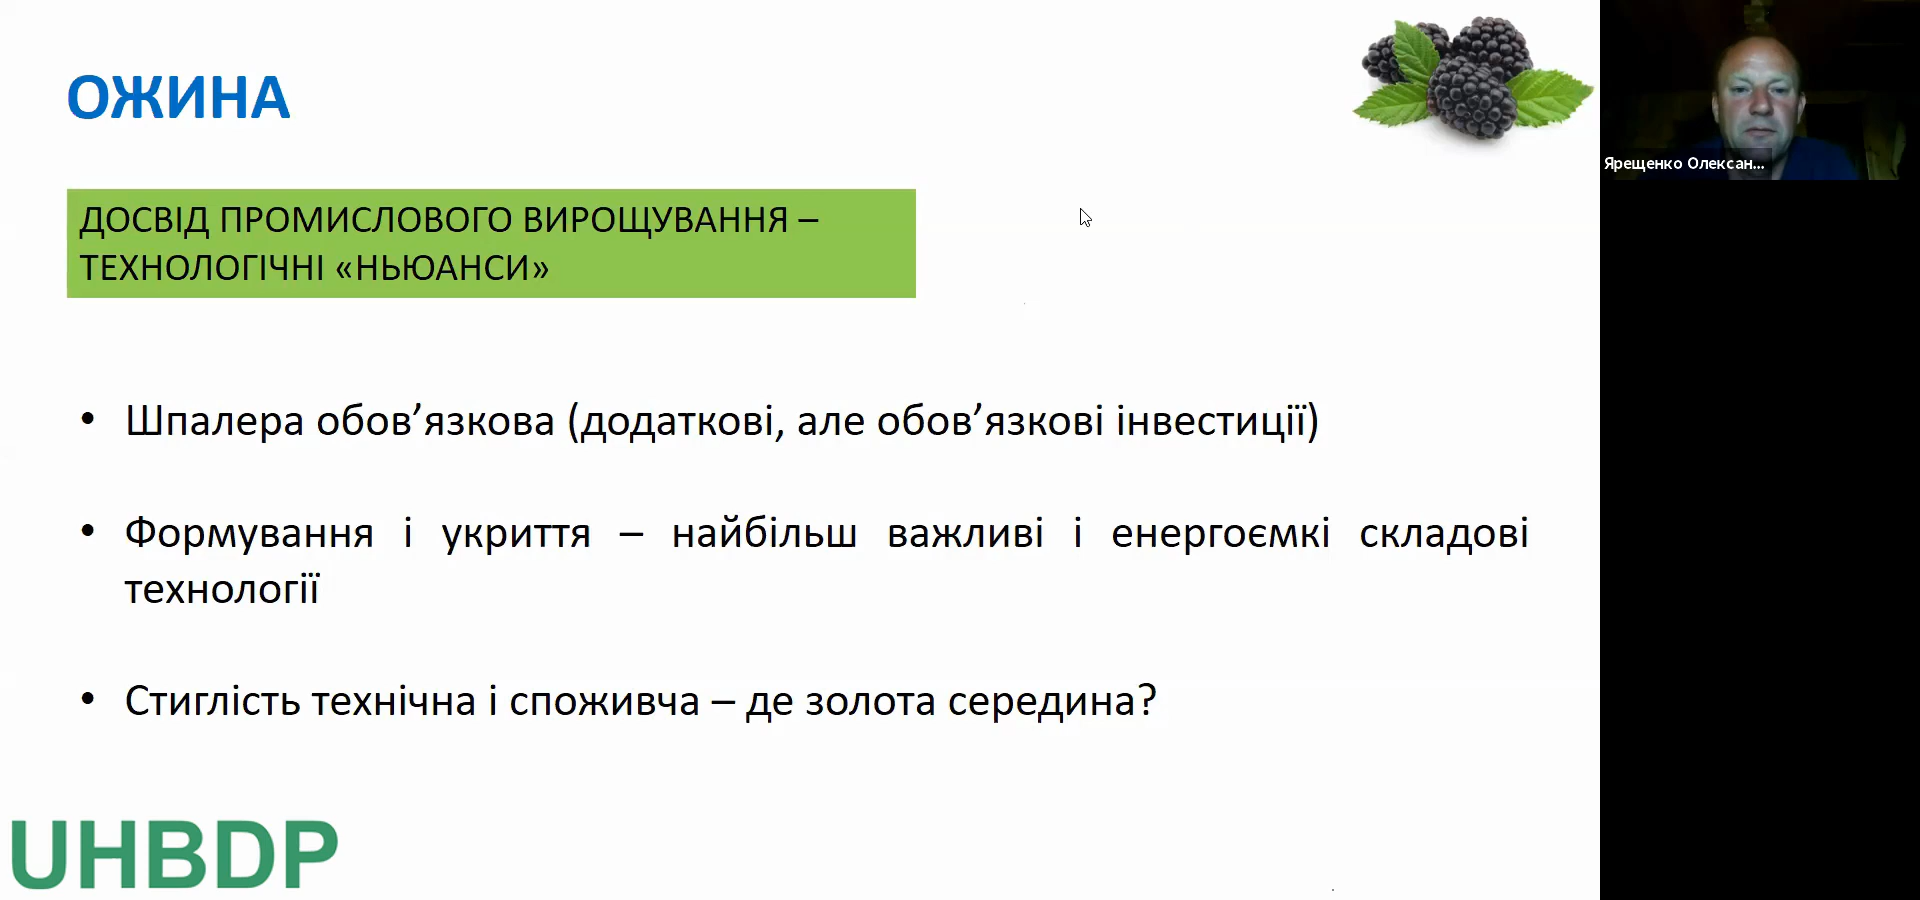 ОЖИНА
ДОСВІД ПРОМИСЛОВОГО ВИРОЩУВАННЯ –
ТЕХНОЛОГІЧНІ «НЬЮАНСИ»
• Шпалера обов’язкова (додаткові, але обов’язкові інвестиції)
• Формування і укриття – найбільш важливі і енергоємкі складові
технології
• Стиглість технічна і споживча – де золота середина?
UHBDP
Ярещенко Олексан...